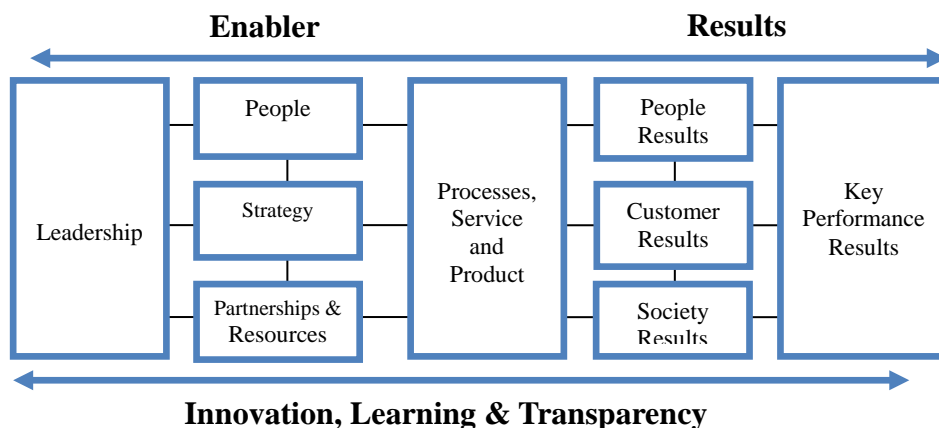 Enabler
Results
Leadership
People
Strategy
Partnerships &
Resources
Processes,
Service
and
Product
People
Results
Customer
Results
Society
Results
Key
Performance
Results
Innovation, Learning & Transparency